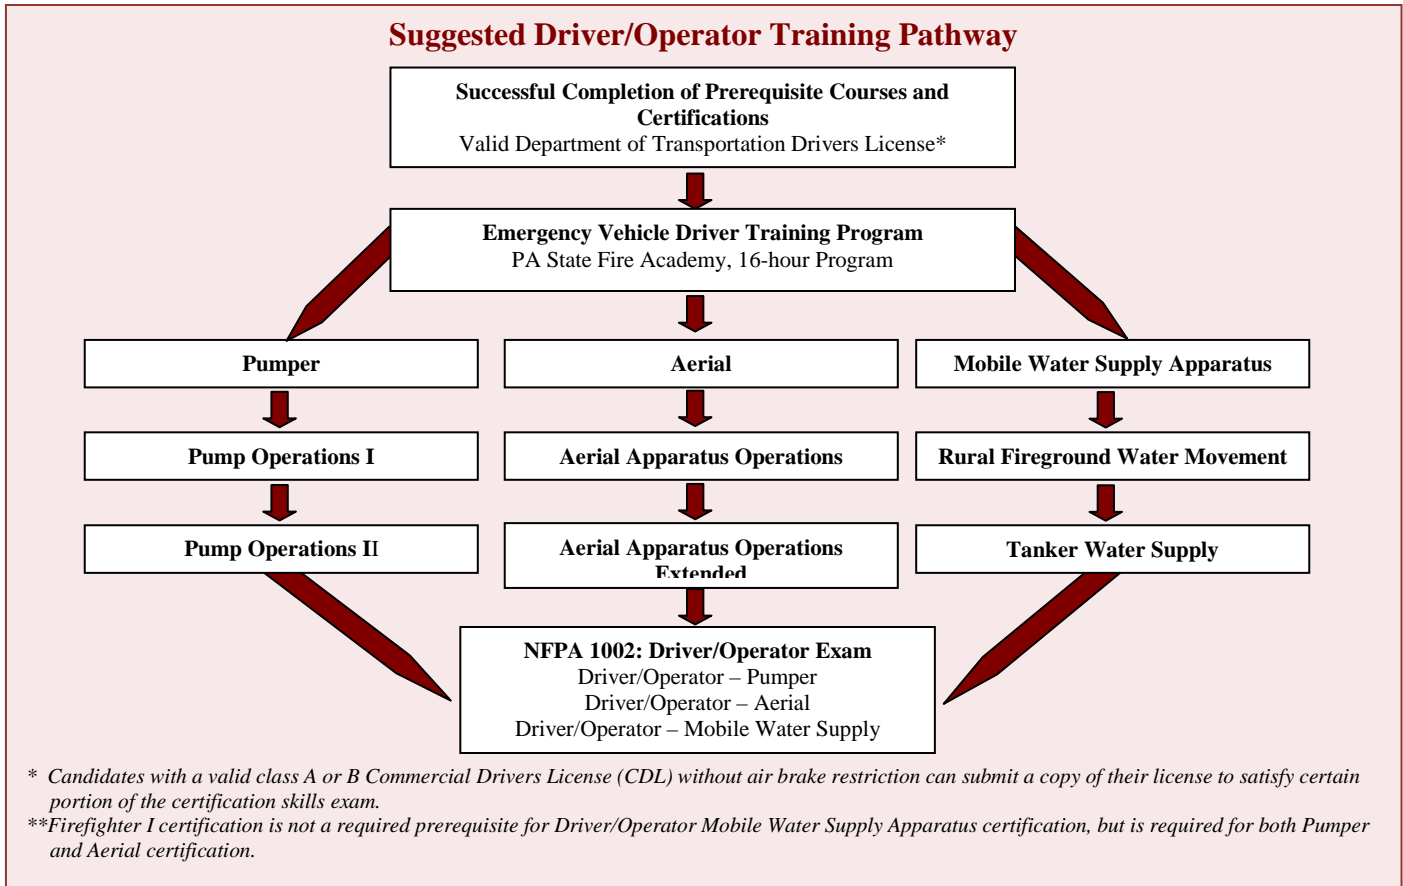 Suggested Driver/Operator Training Pathway
Successful Completion of Prerequisite Courses and
Certifications
Valid Department of Transportation Drivers License*
Emergency Vehicle Driver Training Program
PA State Fire Academy, 16-hour Program
Pumper
Aerial
Mobile Water Supply Apparatus
Pump Operations I
Aerial Apparatus Operations
Rural Fireground Water Movement
Pump Operations II
Aerial Apparatus Operations
Extended
Tanker Water Supply
NFPA 1002: Driver/Operator Exam
Driver/Operator – Pumper
Driver/Operator – Aerial
Driver/Operator – Mobile Water Supply
* Candidates with a valid class A or B Commercial Drivers License (CDL) without air brake restriction can submit a copy of their license to satisfy certain
portion of the certification skills exam.
**Firefighter I certification is not a required prerequisite for Driver/Operator Mobile Water Supply Apparatus certification, but is required for both Pumper
and Aerial certification.